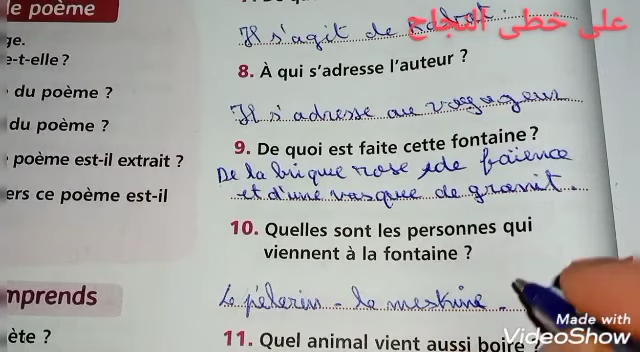 le poème
على خطى النجاح
ge.
e-t-elle ?
du poème ?
du poème ?
poème est-il extrait ?
ers ce poème est-il
mprends
ète ?
Il s'agit de
8. À qui s'adresse l'auteur ?
Il s'adresse au voyageur
9. De quoi est faite cette fontaine ?
De la brique rose de faïence
et d'une vasque de granit.
10. Quelles sont les personnes qui
viennent à la fontaine ?
Le pélerin - le meskine -
11. Quel animal vient aussi boire ?
Made with
VideoShow